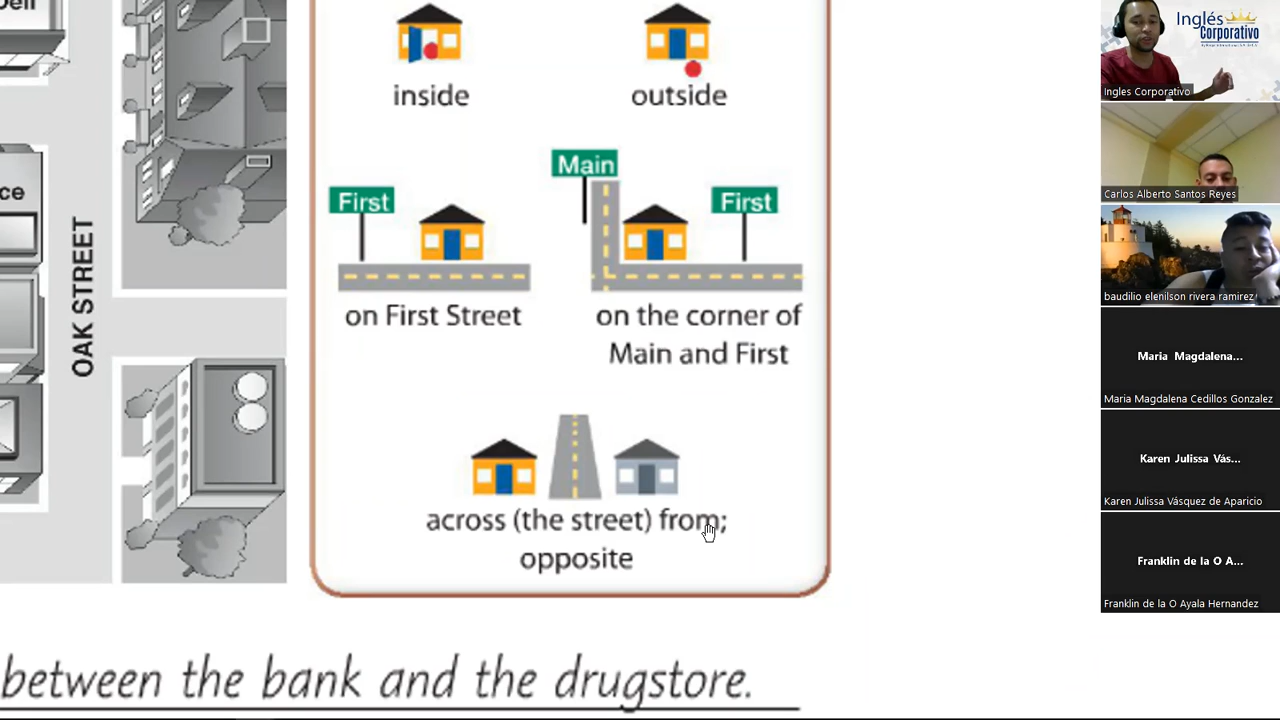 Deli
ce
OAK STREET
inside
outside
First
on First Street
Main
First
on the corner of
Main and First
across (the street) from;
opposite
between the bank and the drugstore.
Inglés
Corporativo
Ingles Corporativo
Carlos Alberto Santos Reyes
baudilio elenilson rivera ramirez
Maria Magdalena...
Maria Magdalena Cedillos Gonzalez
Karen Julissa Vás...
Karen Julissa Vásquez de Aparicio
Franklin de la O A...
Franklin de la O Ayala Hernandez